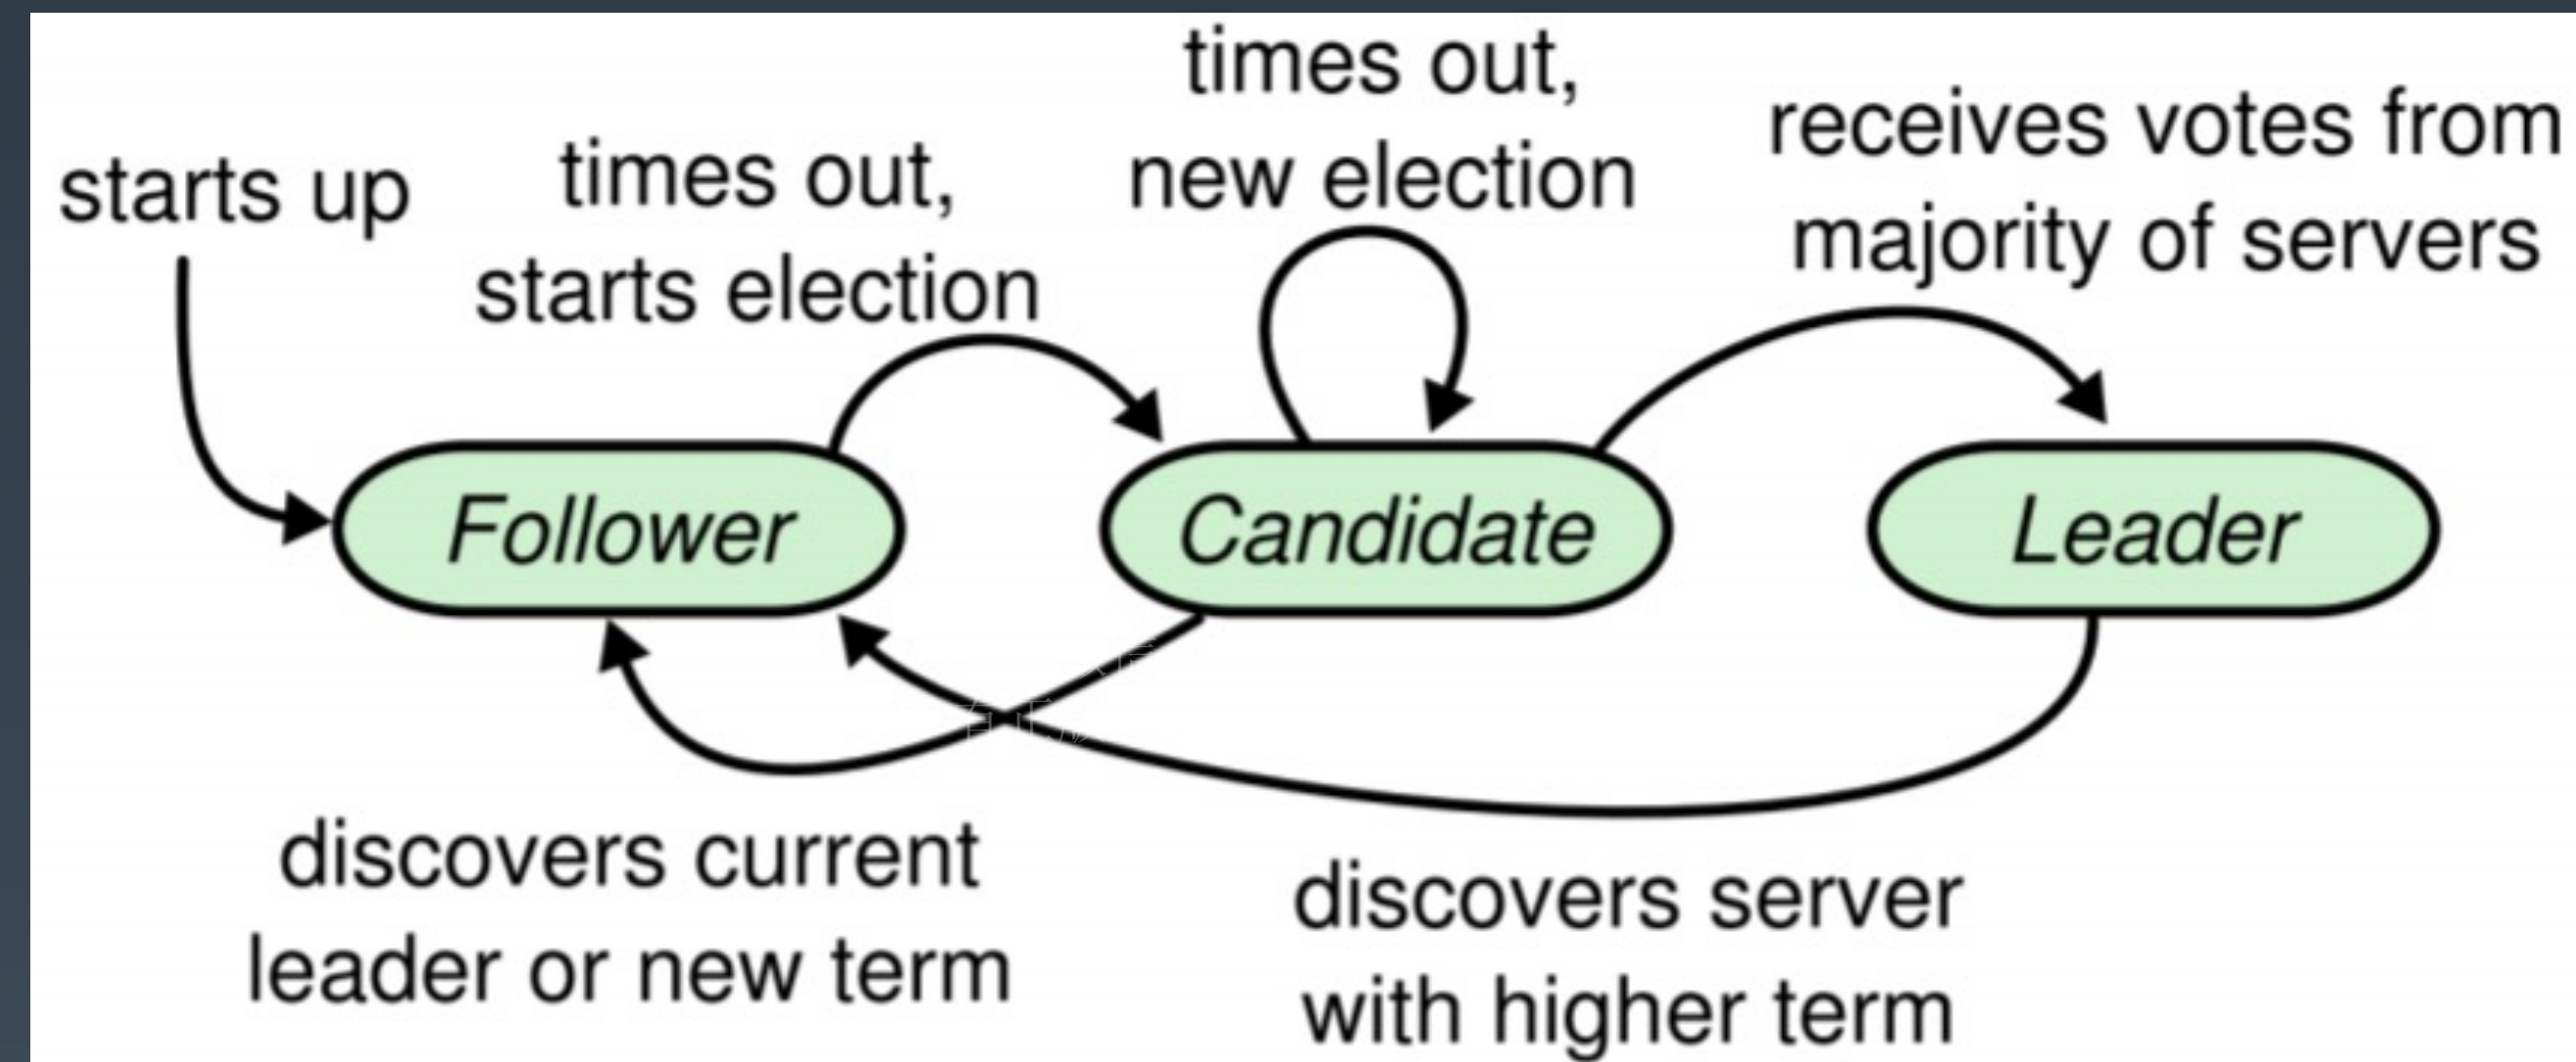 starts up
times out,
starts election
times out,
new election
receives votes from
majority of servers
Follower
Candidate
Leader
discovers current
leader or new term
discovers server
with higher term